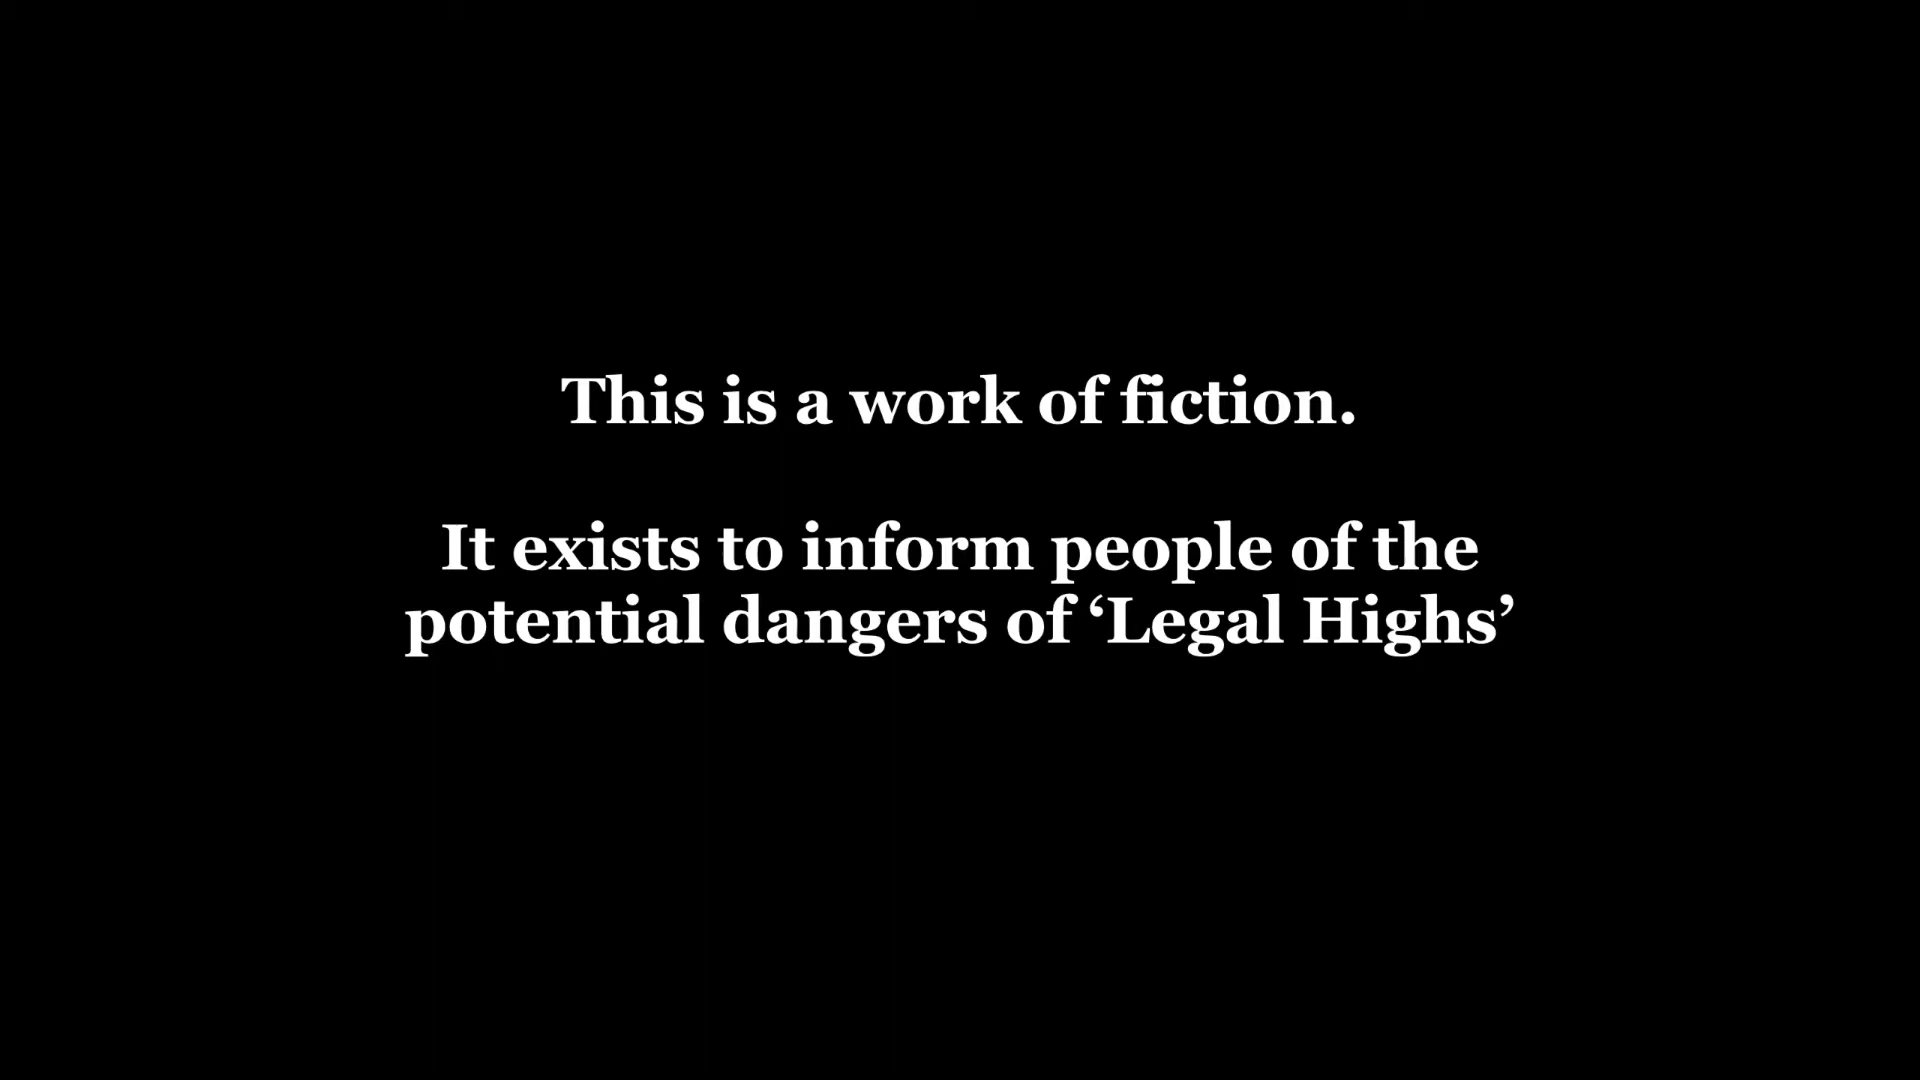 This is a work of fiction.
It exists to inform people of the
potential dangers of ‘Legal Highs’